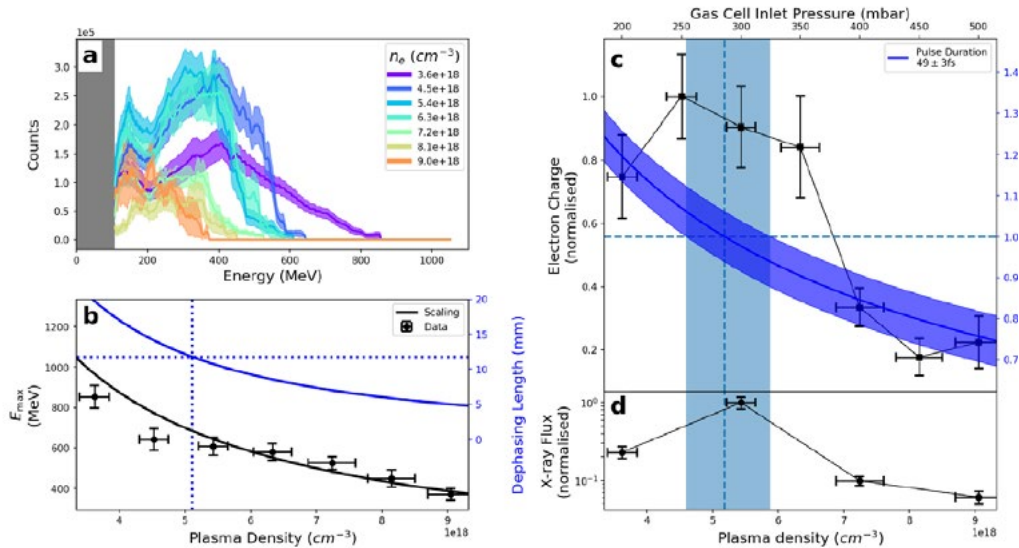 1e5
a
n_e (cm⁻³)
3.6e+18
4.5e+18
5.4e+18
6.3e+18
7.2e+18
8.1e+18
9.0e+18
3.0
2.5
2.0
1.5
1.0
0.5
0.0
Counts
0 200 400 600 800 1000
Energy (MeV)
b
Scaling
Data
1200
1000
800
600
400
E_max
(MeV)
20
15
10
5
0
Dephasing Length (mm)
4 5 6 7 8 9
1e18
Plasma Density (cm⁻³)
Gas Cell Inlet Pressure (mbar)
200 250 300 350 400 450 500
c
Pulse Duration
49 ± 3fs
1.0
0.8
0.6
0.4
0.2
Electron Charge
(normalised)
1.4
1.3
1.2
1.1
1.0
0.9
0.8
0.7
d
10⁰
10⁻¹
X-ray Flux
(normalised)
4 5 6 7 8 9
1e18
Plasma density (cm⁻³)